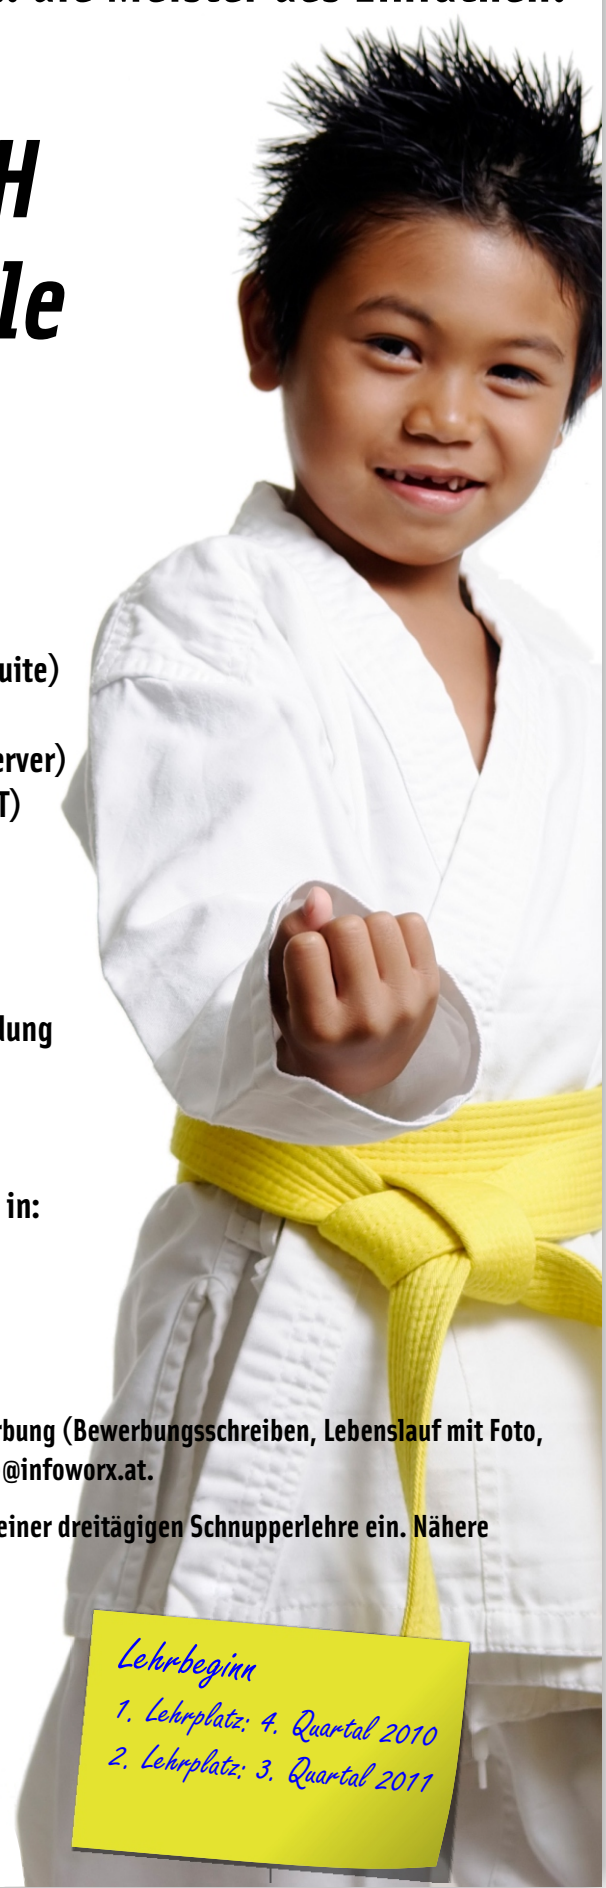 die Meister des Einfachen.
H
le
uite)
erver)
T)
dung
in:
rbung (Bewerbungsschreiben, Lebenslauf mit Foto,
@infoworx.at.
einer dreitägigen Schnupperlehre ein. Nähere
Lehrbeginn
1. Lehrplatz: 4. Quartal 2010
2. Lehrplatz: 3. Quartal 2011